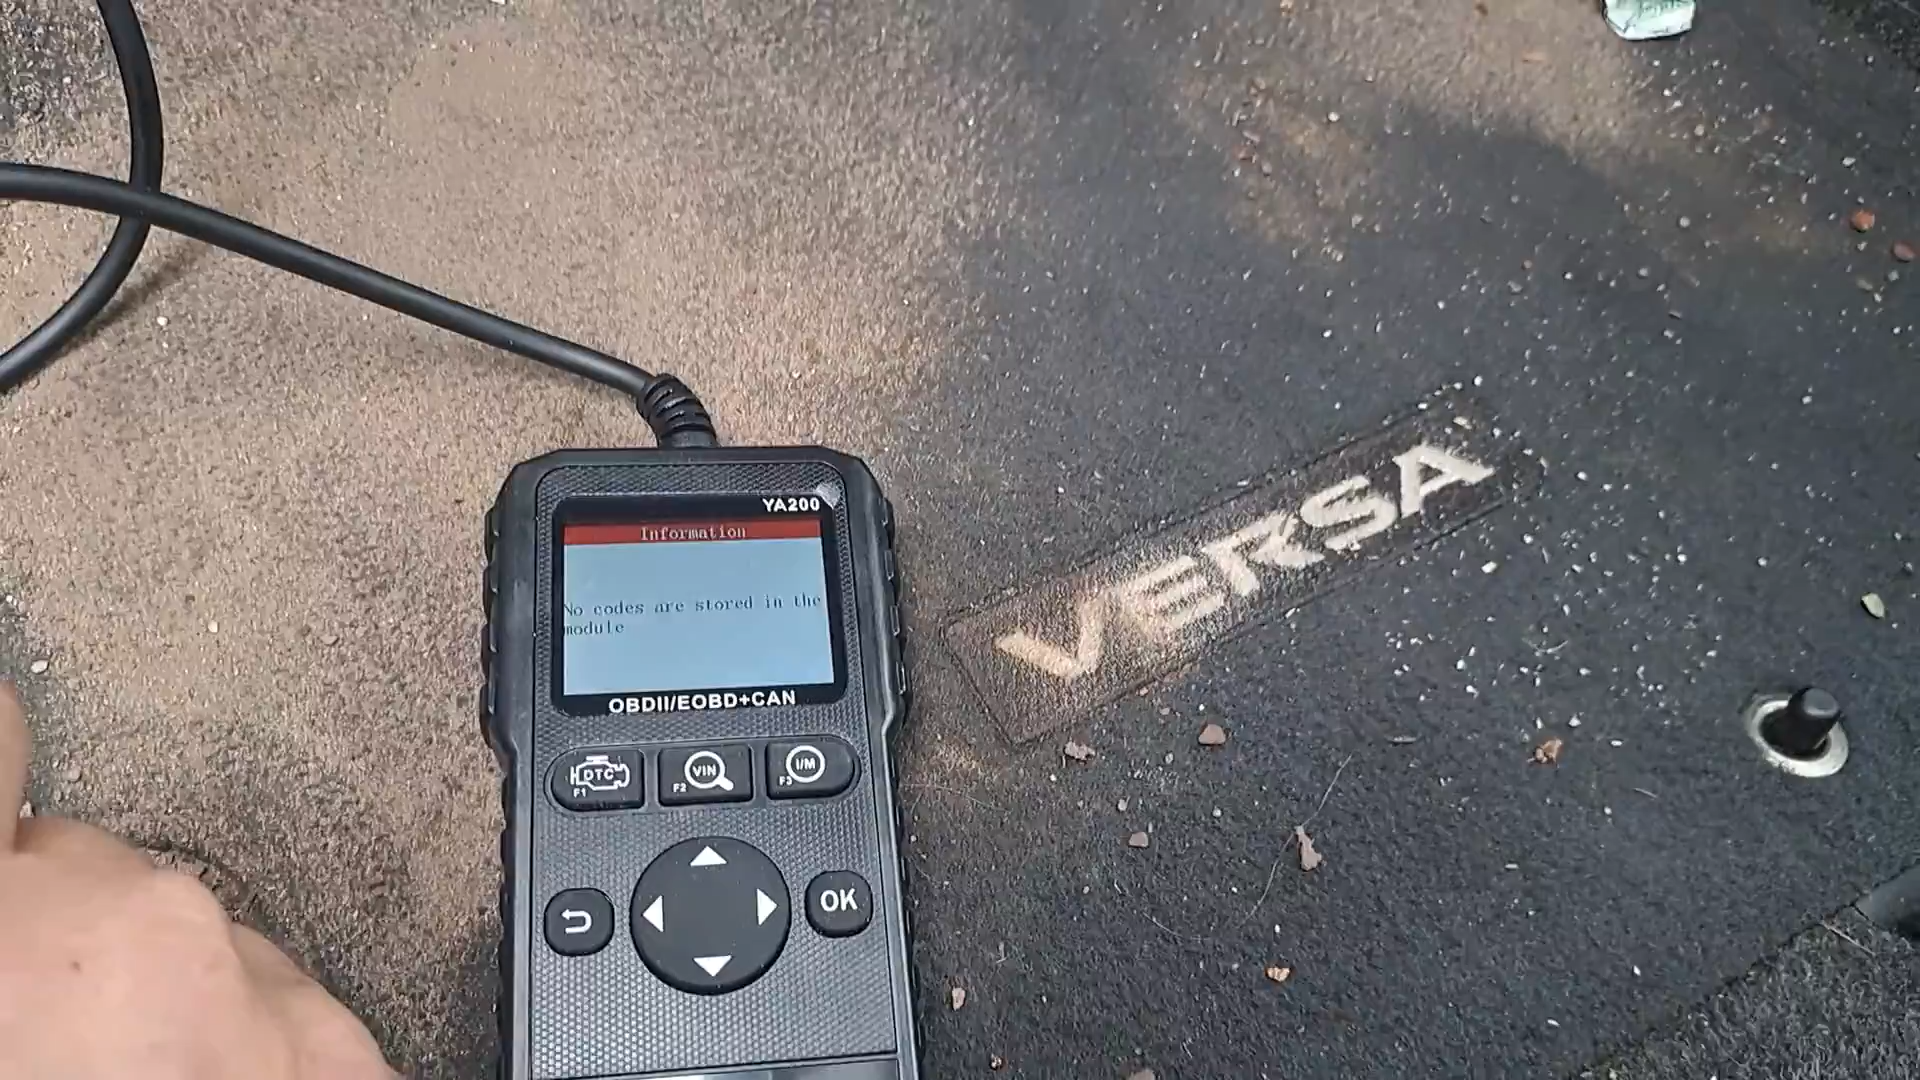 YA200
Information
No codes are stored in the
module
OBDII/EOBD+CAN
DTC
F1
VIN
F2
I/M
F3
OK
VERSA